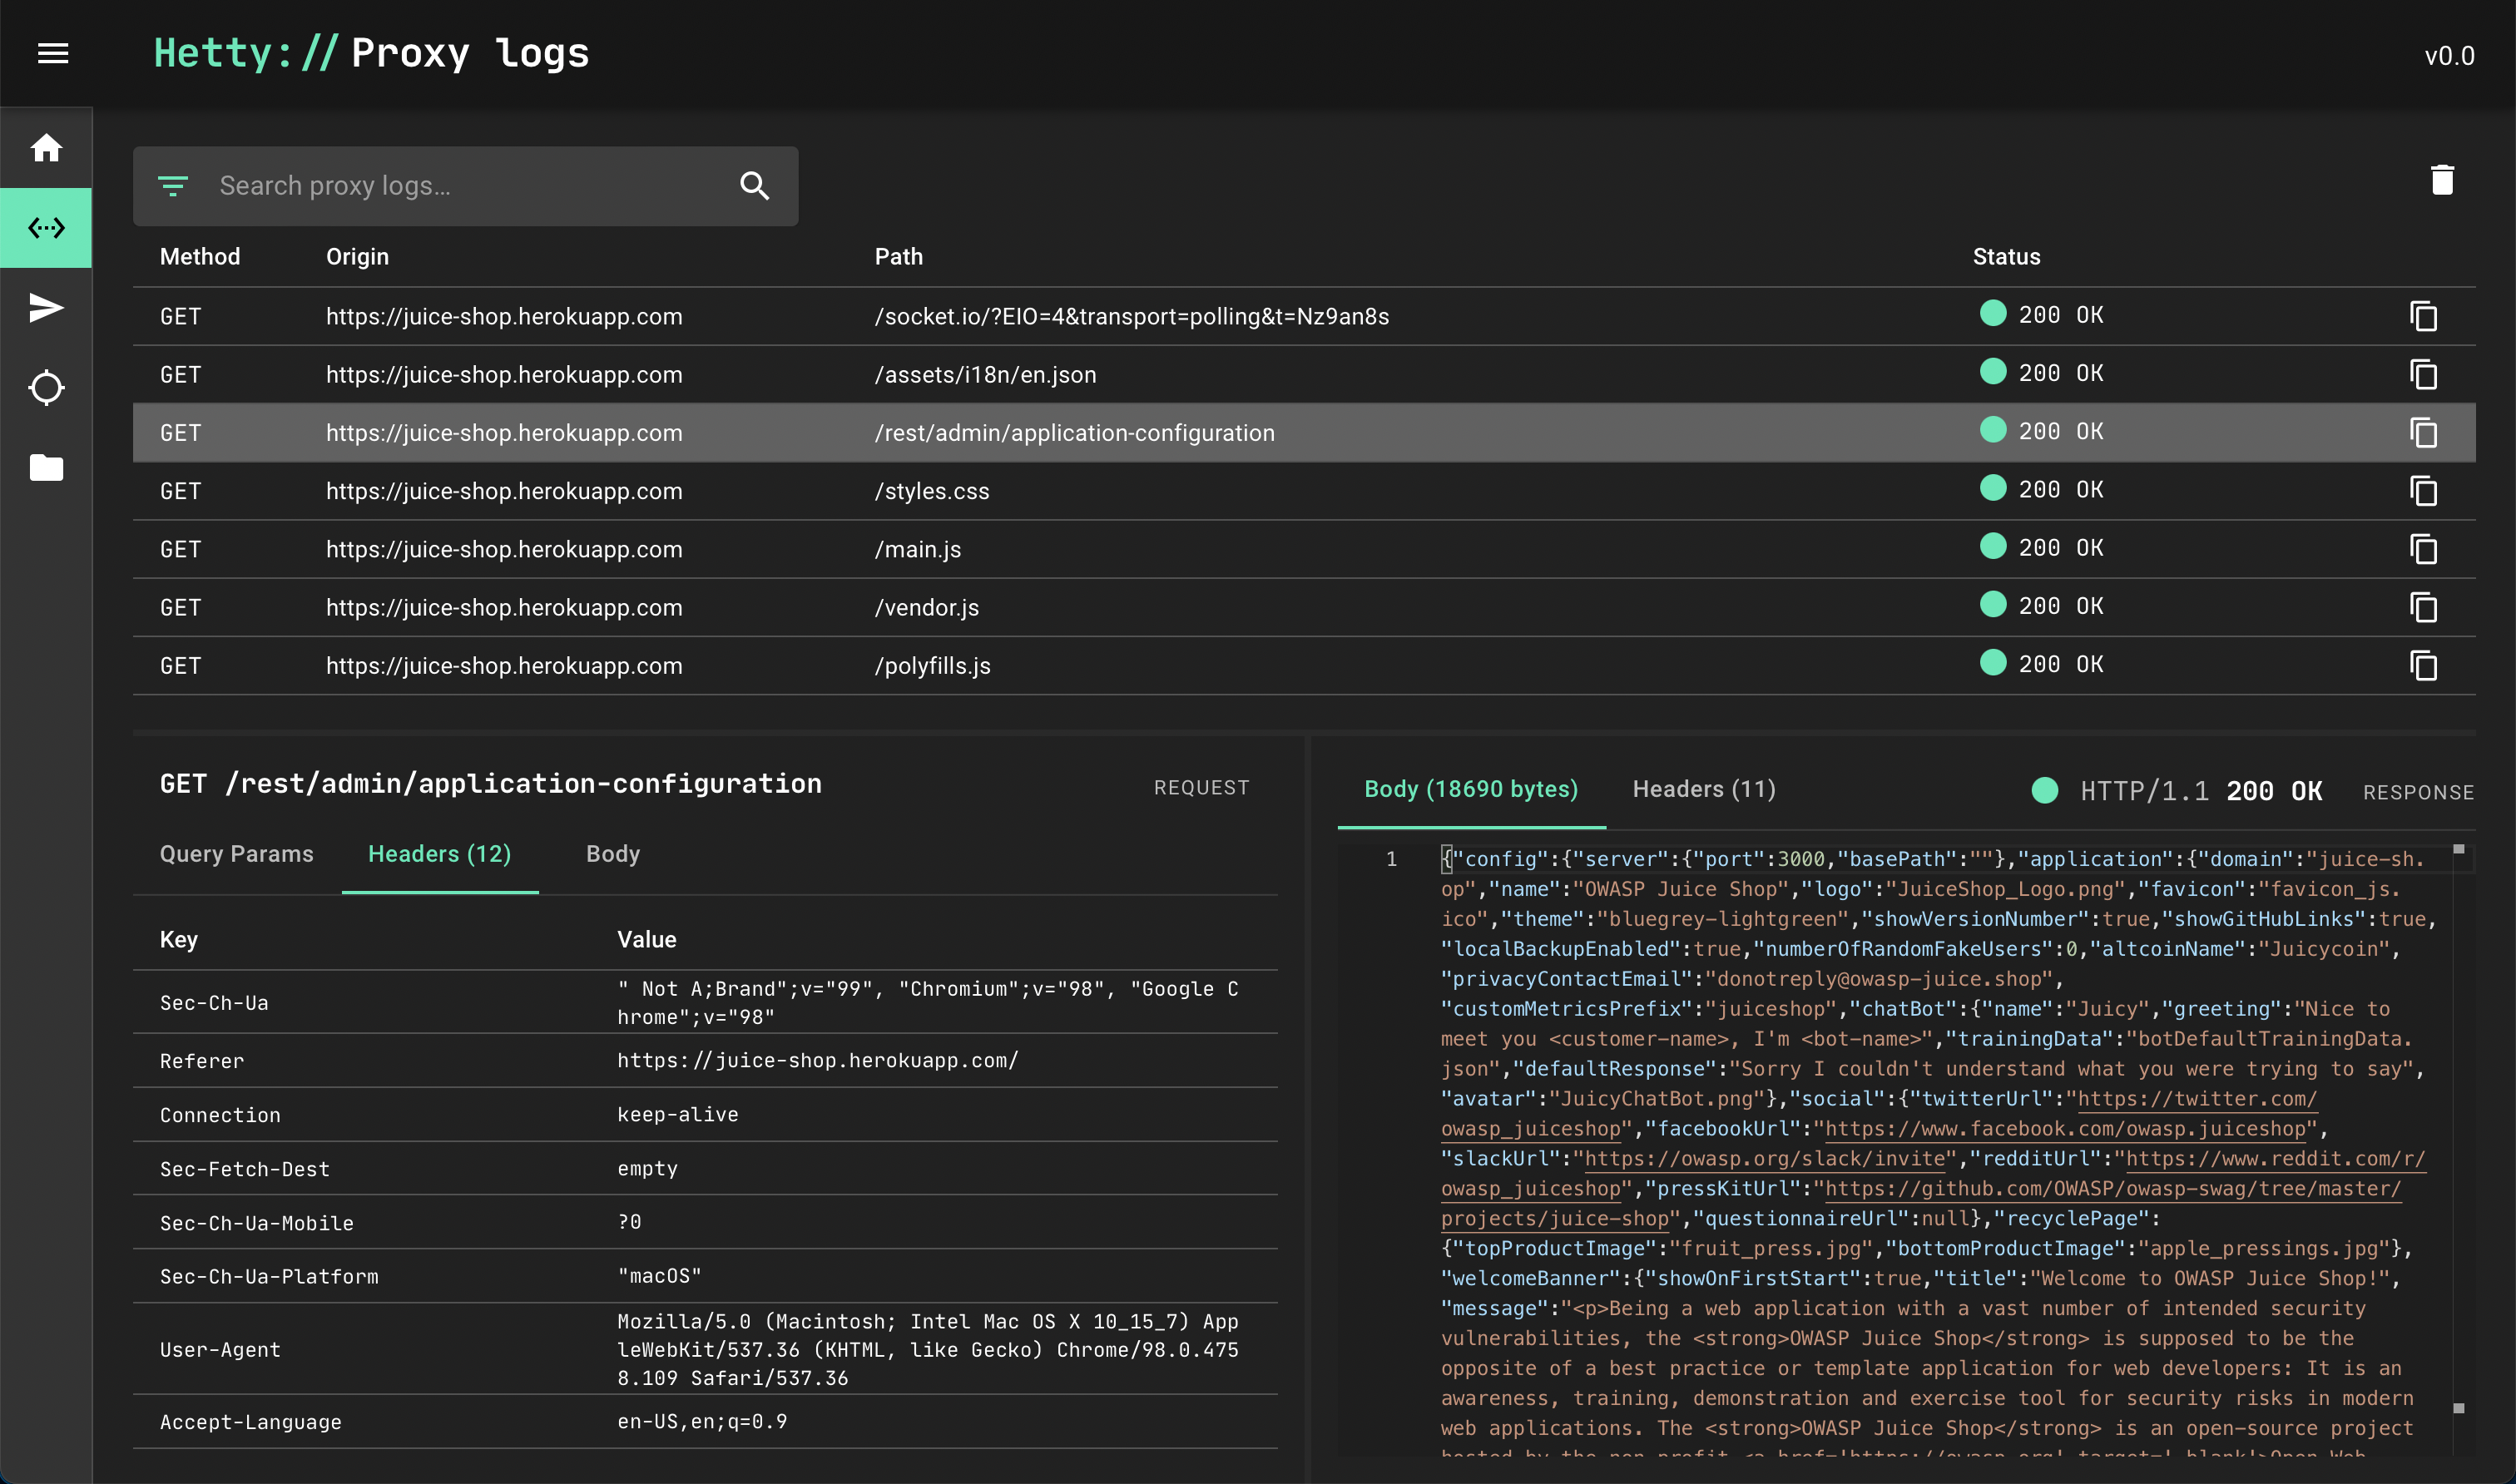 Hetty:// Proxy logs
v0.0
Search proxy logs…
Method Origin Path Status
GET https://juice-shop.herokuapp.com /socket.io/?EIO=4&transport=polling&t=Nz9an8s 200 OK
GET https://juice-shop.herokuapp.com /assets/i18n/en.json 200 OK
GET https://juice-shop.herokuapp.com /rest/admin/application-configuration 200 OK
GET https://juice-shop.herokuapp.com /styles.css 200 OK
GET https://juice-shop.herokuapp.com /main.js 200 OK
GET https://juice-shop.herokuapp.com /vendor.js 200 OK
GET https://juice-shop.herokuapp.com /polyfills.js 200 OK
GET /rest/admin/application-configuration REQUEST
Query Params Headers (12) Body
Key Value
Sec-Ch-Ua " Not A;Brand";v="99", "Chromium";v="98", "Google C
hrome";v="98"
Referer https://juice-shop.herokuapp.com/
Connection keep-alive
Sec-Fetch-Dest empty
Sec-Ch-Ua-Mobile ?0
Sec-Ch-Ua-Platform "macOS"
User-Agent Mozilla/5.0 (Macintosh; Intel Mac OS X 10_15_7) App
leWebKit/537.36 (KHTML, like Gecko) Chrome/98.0.475
8.109 Safari/537.36
Accept-Language en-US,en;q=0.9
Body (18690 bytes) Headers (11) HTTP/1.1 200 OK RESPONSE
1 {"config":{"server":{"port":3000,"basePath":""},"application":{"domain":"juice-sh.
op","name":"OWASP Juice Shop","logo":"JuiceShop_Logo.png","favicon":"favicon_js.
ico","theme":"bluegrey-lightgreen","showVersionNumber":true,"showGitHubLinks":true,
"localBackupEnabled":true,"numberOfRandomFakeUsers":0,"altcoinName":"Juicycoin",
"privacyContactEmail":"donotreply@owasp-juice.shop",
"customMetricsPrefix":"juiceshop","chatBot":{"name":"Juicy","greeting":"Nice to
meet you <customer-name>, I'm <bot-name>","trainingData":"botDefaultTrainingData.
json","defaultResponse":"Sorry I couldn't understand what you were trying to say",
"avatar":"JuicyChatBot.png"},"social":{"twitterUrl":"https://twitter.com/
owasp_juiceshop","facebookUrl":"https://www.facebook.com/owasp.juiceshop",
"slackUrl":"https://owasp.org/slack/invite","redditUrl":"https://www.reddit.com/r/
owasp_juiceshop","pressKitUrl":"https://github.com/OWASP/owasp-swag/tree/master/
projects/juice-shop","questionnaireUrl":null},"recyclePage":
{"topProductImage":"fruit_press.jpg","bottomProductImage":"apple_pressings.jpg"},
"welcomeBanner":{"showOnFirstStart":true,"title":"Welcome to OWASP Juice Shop!",
"message":"<p>Being a web application with a vast number of intended security
vulnerabilities, the <strong>OWASP Juice Shop</strong> is supposed to be the
opposite of a best practice or template application for web developers: It is an
awareness, training, demonstration and exercise tool for security risks in modern
web applications. The <strong>OWASP Juice Shop</strong> is an open-source project
hosted by the non-profit <a href='https://owasp.org' target='_blank'>Open Web